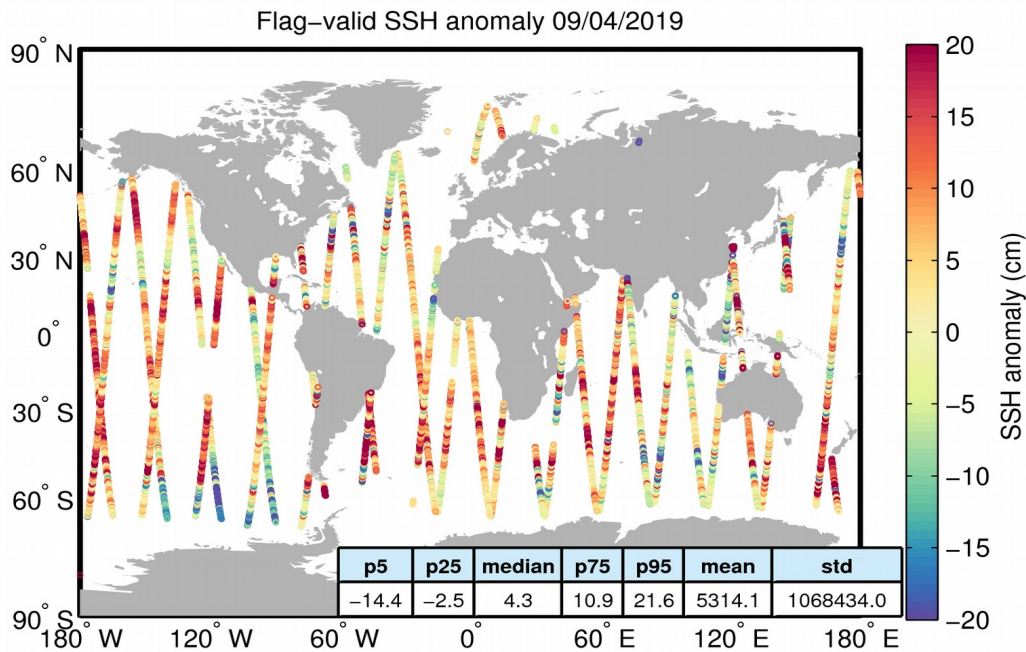 Flag−valid SSH anomaly 09/04/2019
90° N
60° N
30° N
0°
30° S
60° S
90° S
180° W
120° W
60° W
0°
60° E
120° E
180° E
20
15
10
5
0
−5
−10
−15
−20
SSH anomaly (cm)
p5 p25 median p75 p95 mean std
−14.4 −2.5 4.3 10.9 21.6 5314.1 1068434.0